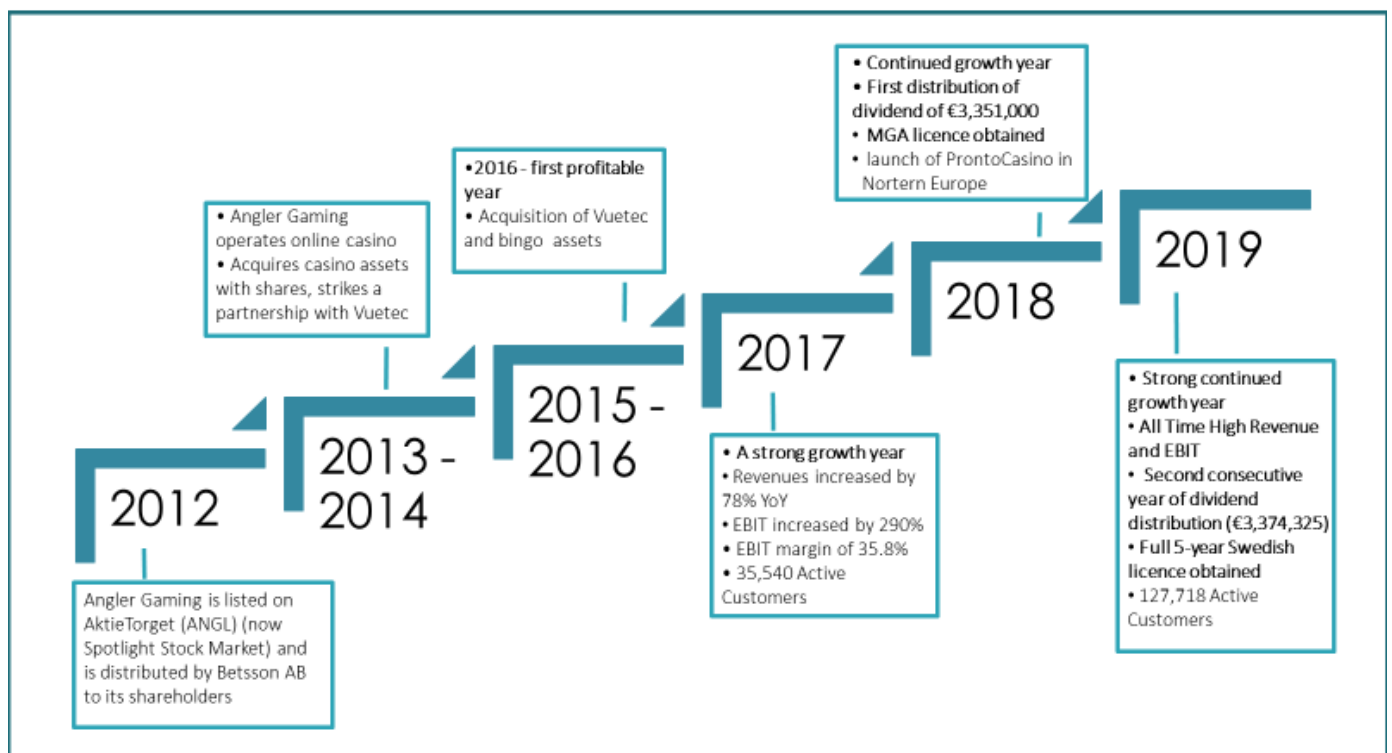 2012
Angler Gaming is listed on
AktieTorget (ANGL) (now
Spotlight Stock Market) and
is distributed by Betsson AB
to its shareholders
• Angler Gaming
operates online casino
• Acquires casino assets
with shares, strikes a
partnership with Vuetec
2013 -
2014
•2016 - first profitable
year
• Acquisition of Vuetec
and bingo assets
2015 -
2016
2017
• A strong growth year
• Revenues increased by
78% YoY
• EBIT increased by 290%
• EBIT margin of 35.8%
• 35,540 Active
Customers
• Continued growth year
• First distribution of
dividend of €3,351,000
• MGA licence obtained
• launch of ProntoCasino in
Nortern Europe
2018
2019
• Strong continued
growth year
• All Time High Revenue
and EBIT
• Second consecutive
year of dividend
distribution (€3,374,325)
• Full 5-year Swedish
licence obtained
• 127,718 Active
Customers